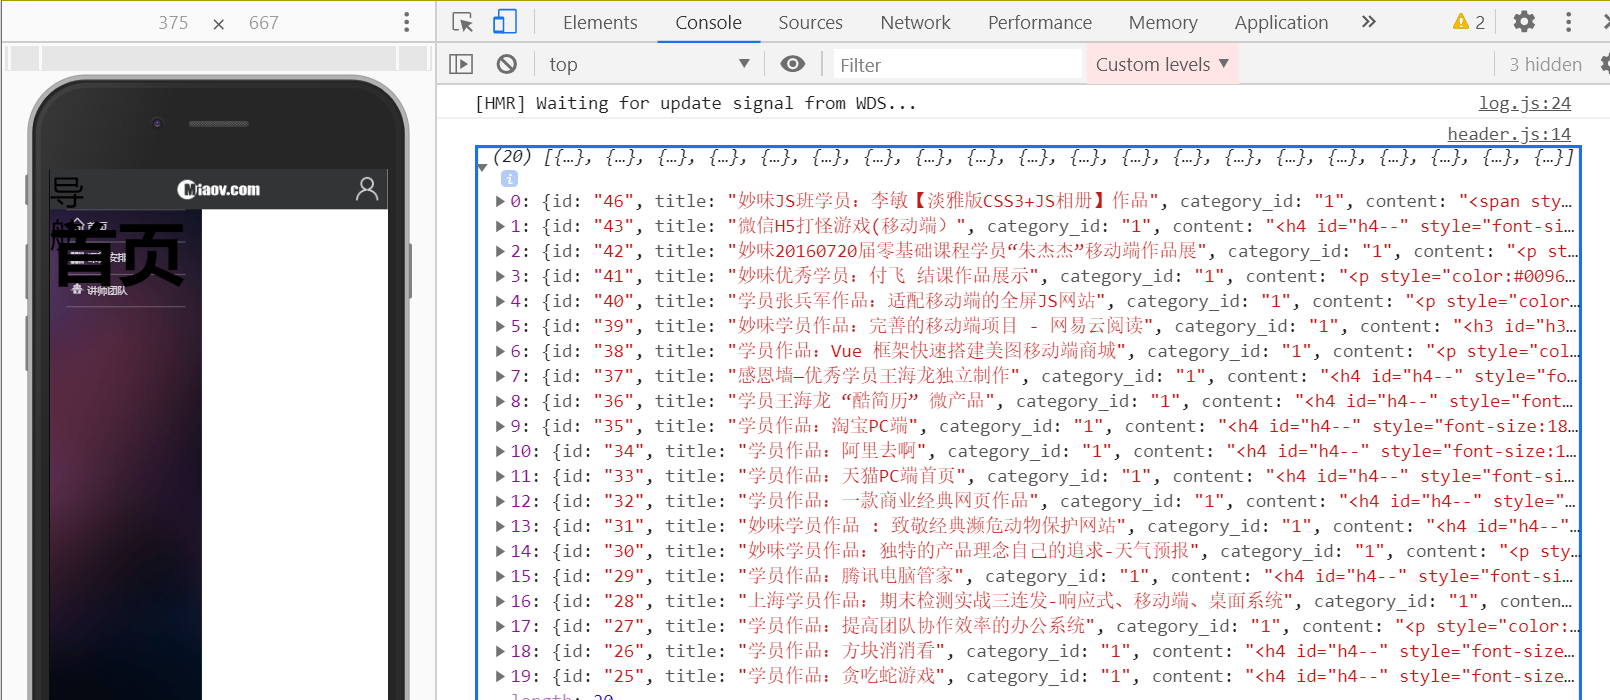 375 × 667
Elements Console Sources Network Performance Memory Application » 2
top Filter Custom levels 3 hidden
[HMR] Waiting for update signal from WDS... log.js:24
header.js:14
(20) [{…}, {…}, {…}, {…}, {…}, {…}, {…}, {…}, {…}, {…}, {…}, {…}, {…}, {…}, {…}, {…}, {…}, {…}, {…}, {…}]
0: {id: "46", title: "妙味JS班学员：李敏【淡雅版CSS3+JS相册】作品", category_id: "1", content: "<span sty…
1: {id: "43", title: "微信H5打怪游戏(移动端）", category_id: "1", content: "<h4 id="h4--" style="font-si…
2: {id: "42", title: "妙味20160720届零基础课程学员“朱杰杰”移动端作品展", category_id: "1", content: "<p st…
3: {id: "41", title: "妙味优秀学员：付飞 结课作品展示", category_id: "1", content: "<p style="color:#0096…
4: {id: "40", title: "学员张兵军作品：适配移动端的全屏JS网站", category_id: "1", content: "<p style="color…
5: {id: "39", title: "妙味学员作品：完善的移动端项目 - 网易云阅读", category_id: "1", content: "<h3 id="h3…
6: {id: "38", title: "学员作品：Vue 框架快速搭建美图移动端商城", category_id: "1", content: "<p style="col…
7: {id: "37", title: "感恩墙—优秀学员王海龙独立制作", category_id: "1", content: "<h4 id="h4--" style="fo…
8: {id: "36", title: "学员王海龙 “酷简历” 微产品", category_id: "1", content: "<h4 id="h4--" style="font…
9: {id: "35", title: "学员作品：淘宝PC端", category_id: "1", content: "<h4 id="h4--" style="font-size:18…
10: {id: "34", title: "学员作品：阿里去啊", category_id: "1", content: "<h4 id="h4--" style="font-size:1…
11: {id: "33", title: "学员作品：天猫PC端首页", category_id: "1", content: "<h4 id="h4--" style="font-si…
12: {id: "32", title: "学员作品：一款商业经典网页作品", category_id: "1", content: "<h4 id="h4--" style="…
13: {id: "31", title: "妙味学员作品 : 致敬经典濒危动物保护网站", category_id: "1", content: "<h4 id="h4--"…
14: {id: "30", title: "妙味学员作品：独特的产品理念自己的追求-天气预报", category_id: "1", content: "<p sty…
15: {id: "29", title: "学员作品：腾讯电脑管家", category_id: "1", content: "<h4 id="h4--" style="font-si…
16: {id: "28", title: "上海学员作品：期末检测实战三连发-响应式、移动端、桌面系统", category_id: "1", conten…
17: {id: "27", title: "学员作品：提高团队协作效率的办公系统", category_id: "1", content: "<p style="color:…
18: {id: "26", title: "学员作品：方块消消看", category_id: "1", content: "<h4 id="h4--" style="font-size…
19: {id: "25", title: "学员作品：贪吃蛇游戏", category_id: "1", content: "<h4 id="h4--" style="font-size…
length: 20
导
航
Miaov.com
首页
首页
安排
讲师团队